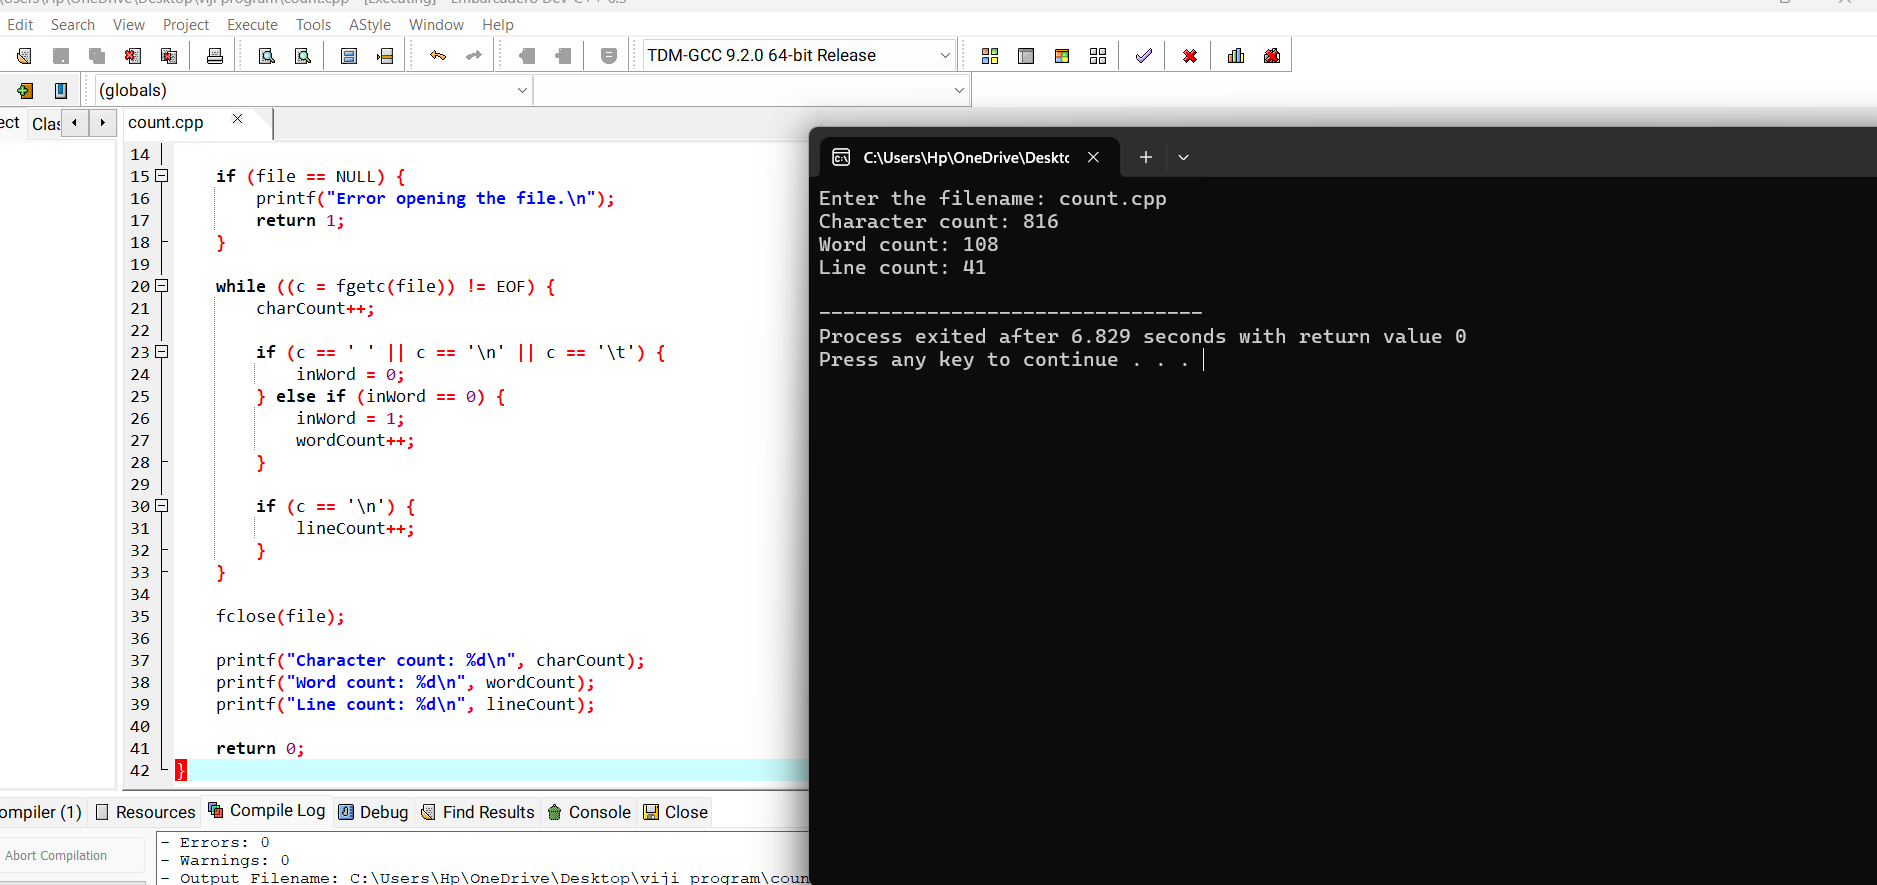 Edit Search View Project Execute Tools AStyle Window Help
TDM-GCC 9.2.0 64-bit Release
(globals)
ect Clas
count.cpp
14
15 if (file == NULL) {
16 printf("Error opening the file.\n");
17 return 1;
18 }
19
20 while ((c = fgetc(file)) != EOF) {
21 charCount++;
22
23 if (c == ' ' || c == '\n' || c == '\t') {
24 inWord = 0;
25 } else if (inWord == 0) {
26 inWord = 1;
27 wordCount++;
28 }
29
30 if (c == '\n') {
31 lineCount++;
32 }
33 }
34
35 fclose(file);
36
37 printf("Character count: %d\n", charCount);
38 printf("Word count: %d\n", wordCount);
39 printf("Line count: %d\n", lineCount);
40
41 return 0;
42 }
C:\Users\Hp\OneDrive\Deskto
Enter the filename: count.cpp
Character count: 816
Word count: 108
Line count: 41
--------------------------------
Process exited after 6.829 seconds with return value 0
Press any key to continue . . .
ompiler (1) Resources Compile Log Debug Find Results Console Close
Abort Compilation
- Errors: 0
- Warnings: 0
- Output Filename: C:\Users\Hp\OneDrive\Desktop\viji program\coun